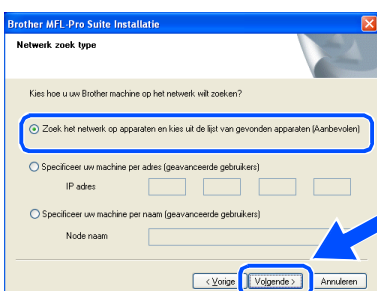 Brother MFL-Pro Suite Installatie
Netwerk zoek type
Kies hoe u uw Brother machine op het netwerk wilt zoeken?
Zoek het netwerk op apparaten en kies uit de lijst van gevonden apparaten (Aanbevolen)
Specificeer uw machine per adres (geavanceerde gebruikers)
IP adres
Specificeer uw machine per naam (geavanceerde gebruikers)
Node naam
< Vorige Volgende > Annuleren